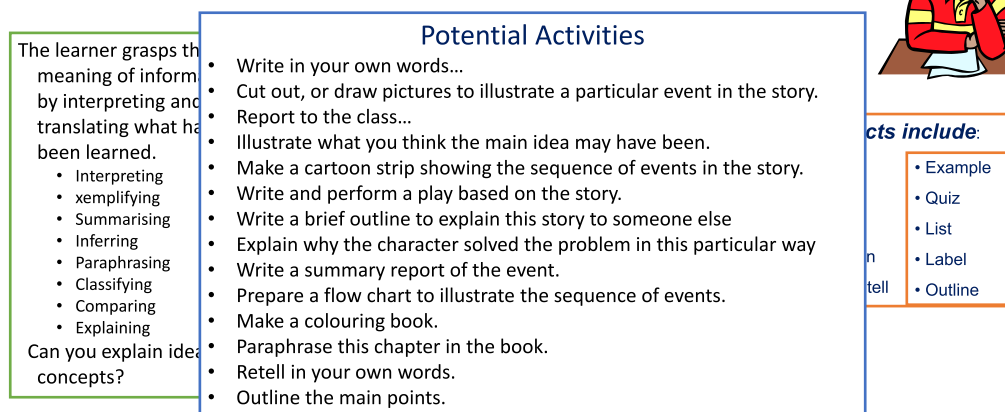 The learner grasps th
meaning of inform
by interpreting and
translating what ha
been learned.
• Interpreting
• xemplifying
• Summarising
• Inferring
• Paraphrasing
• Classifying
• Comparing
• Explaining
Can you explain idea
concepts?
Potential Activities
• Write in your own words…
• Cut out, or draw pictures to illustrate a particular event in the story.
• Report to the class…
• Illustrate what you think the main idea may have been.
• Make a cartoon strip showing the sequence of events in the story.
• Write and perform a play based on the story.
• Write a brief outline to explain this story to someone else
• Explain why the character solved the problem in this particular way
• Write a summary report of the event.
• Prepare a flow chart to illustrate the sequence of events.
• Make a colouring book.
• Paraphrase this chapter in the book.
• Retell in your own words.
• Outline the main points.
cts include:
n
tell
• Example
• Quiz
• List
• Label
• Outline